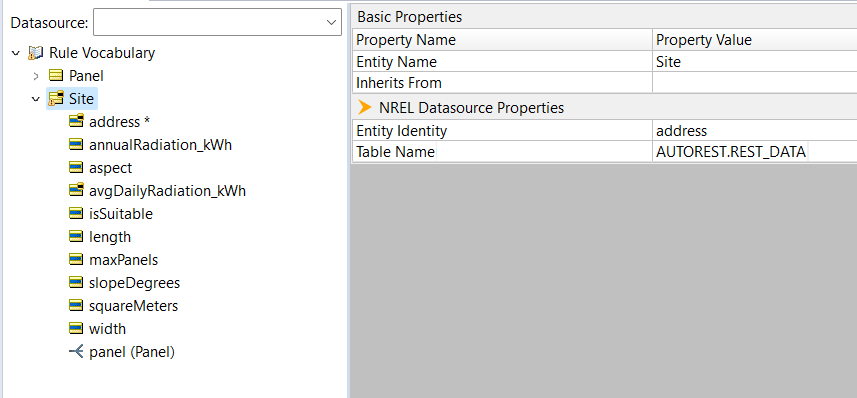 Datasource:
Rule Vocabulary
Panel
Site
address *
annualRadiation_kWh
aspect
avgDailyRadiation_kWh
isSuitable
length
maxPanels
slopeDegrees
squareMeters
width
panel (Panel)
Basic Properties
Property Name Property Value
Entity Name Site
Inherits From
NREL Datasource Properties
Entity Identity address
Table Name AUTOREST.REST_DATA